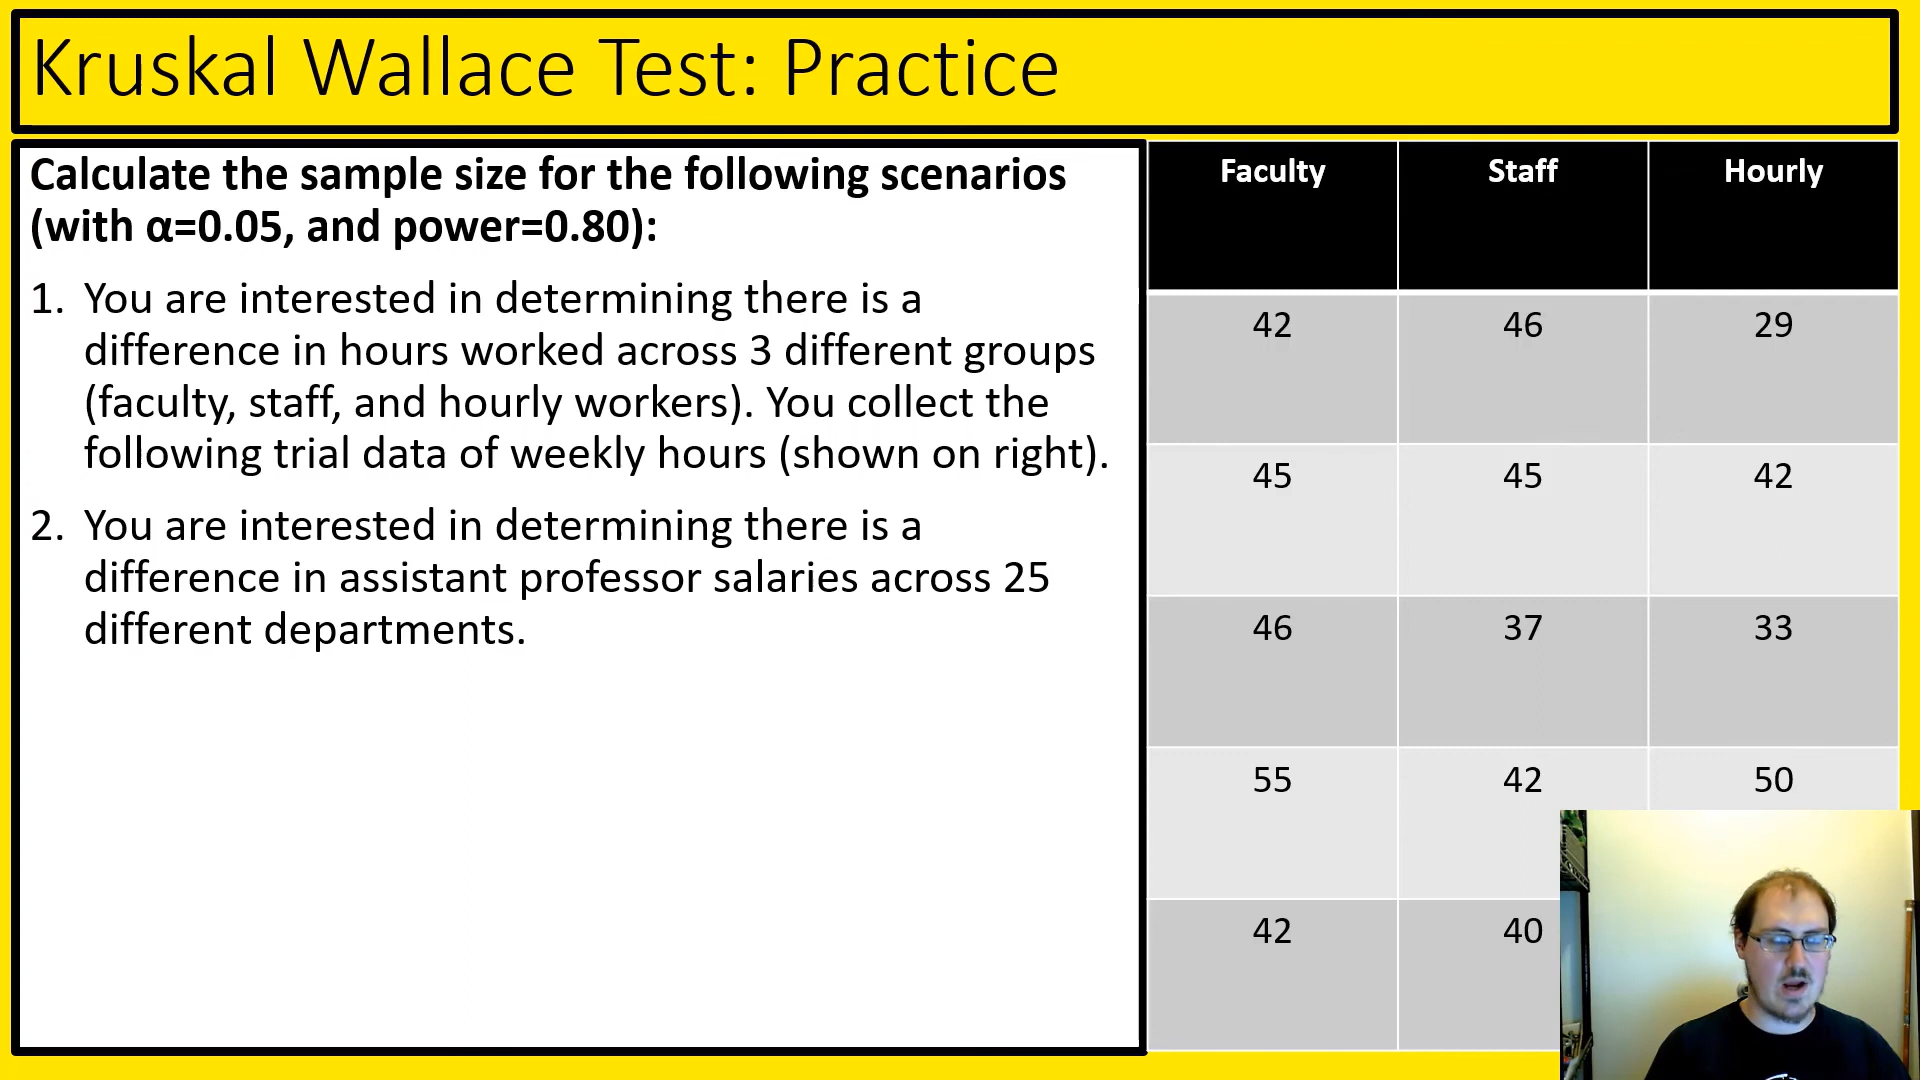 Kruskal Wallace Test: Practice
Calculate the sample size for the following scenarios
(with α=0.05, and power=0.80):
1. You are interested in determining there is a
difference in hours worked across 3 different groups
(faculty, staff, and hourly workers). You collect the
following trial data of weekly hours (shown on right).
2. You are interested in determining there is a
difference in assistant professor salaries across 25
different departments.
Faculty Staff Hourly
42 46 29
45 45 42
46 37 33
55 42 50
42 40